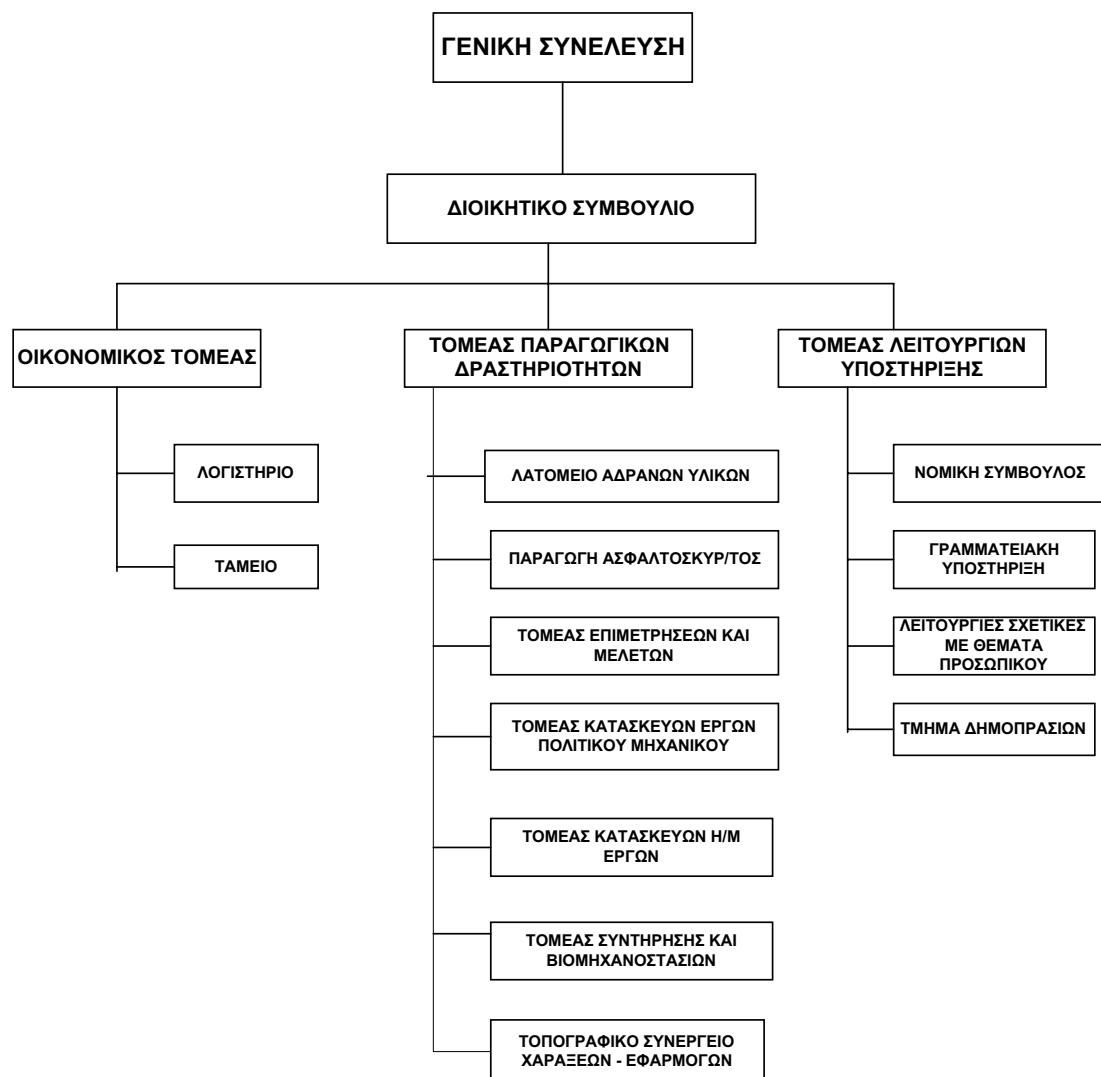 ΓΕΝΙΚΗ ΣΥΝΕΛΕΥΣΗ
ΔΙΟΙΚΗΤΙΚΟ ΣΥΜΒΟΥΛΙΟ
ΟΙΚΟΝΟΜΙΚΟΣ ΤΟΜΕΑΣ
ΛΟΓΙΣΤΗΡΙΟ
ΤΑΜΕΙΟ
ΤΟΜΕΑΣ ΠΑΡΑΓΩΓΙΚΩΝ
ΔΡΑΣΤΗΡΙΟΤΗΤΩΝ
ΛΑΤΟΜΕΙΟ ΑΔΡΑΝΩΝ ΥΛΙΚΩΝ
ΠΑΡΑΓΩΓΗ ΑΣΦΑΛΤΟΣΚΥΡ/ΤΟΣ
ΤΟΜΕΑΣ ΕΠΙΜΕΤΡΗΣΕΩΝ ΚΑΙ
ΜΕΛΕΤΩΝ
ΤΟΜΕΑΣ ΚΑΤΑΣΚΕΥΩΝ ΕΡΓΩΝ
ΠΟΛΙΤΙΚΟΥ ΜΗΧΑΝΙΚΟΥ
ΤΟΜΕΑΣ ΚΑΤΑΣΚΕΥΩΝ Η/Μ
ΕΡΓΩΝ
ΤΟΜΕΑΣ ΣΥΝΤΗΡΗΣΗΣ ΚΑΙ
ΒΙΟΜΗΧΑΝΟΣΤΑΣΙΩΝ
ΤΟΠΟΓΡΑΦΙΚΟ ΣΥΝΕΡΓΕΙΟ
ΧΑΡΑΞΕΩΝ - ΕΦΑΡΜΟΓΩΝ
ΤΟΜΕΑΣ ΛΕΙΤΟΥΡΓΙΩΝ
ΥΠΟΣΤΗΡΙΞΗΣ
ΝΟΜΙΚΗ ΣΥΜΒΟΥΛΟΣ
ΓΡΑΜΜΑΤΕΙΑΚΗ
ΥΠΟΣΤΗΡΙΞΗ
ΛΕΙΤΟΥΡΓΙΕΣ ΣΧΕΤΙΚΕΣ
ΜΕ ΘΕΜΑΤΑ
ΠΡΟΣΩΠΙΚΟΥ
ΤΜΗΜΑ ΔΗΜΟΠΡΑΣΙΩΝ